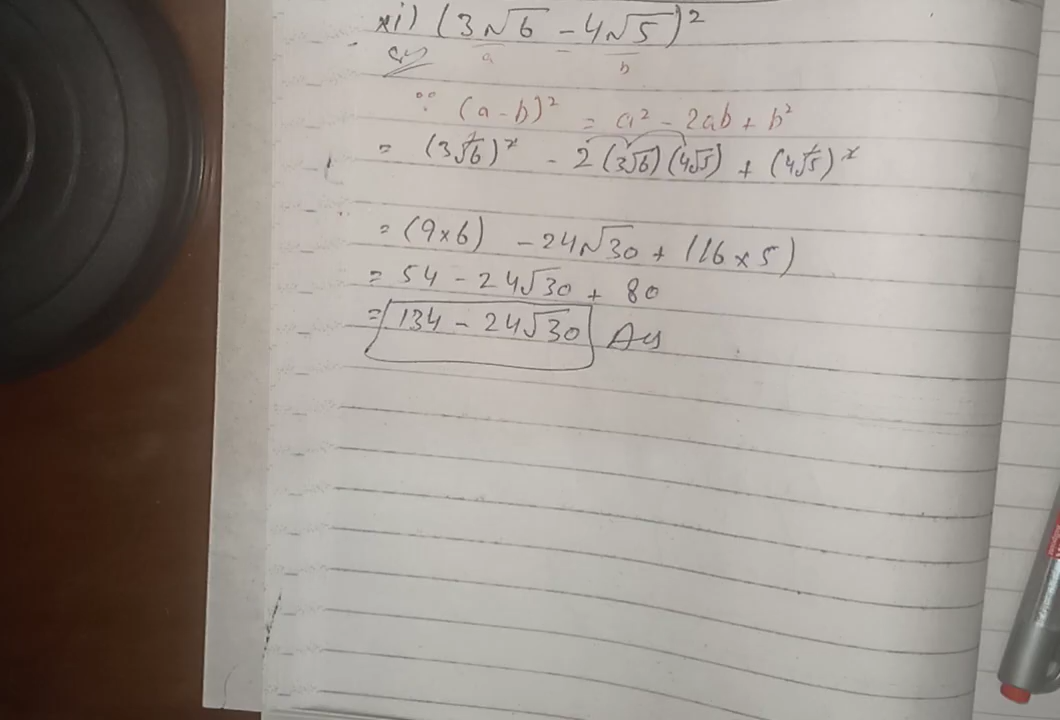 xi) (3√6 - 4√5)²
a b
∵ (a - b)² = a² - 2ab + b²
= (3√6)² - 2(3√6)(4√5) + (4√5)²
= (9×6) - 24√30 + (16×5)
= 54 - 24√30 + 80
= 134 - 24√30 Ans